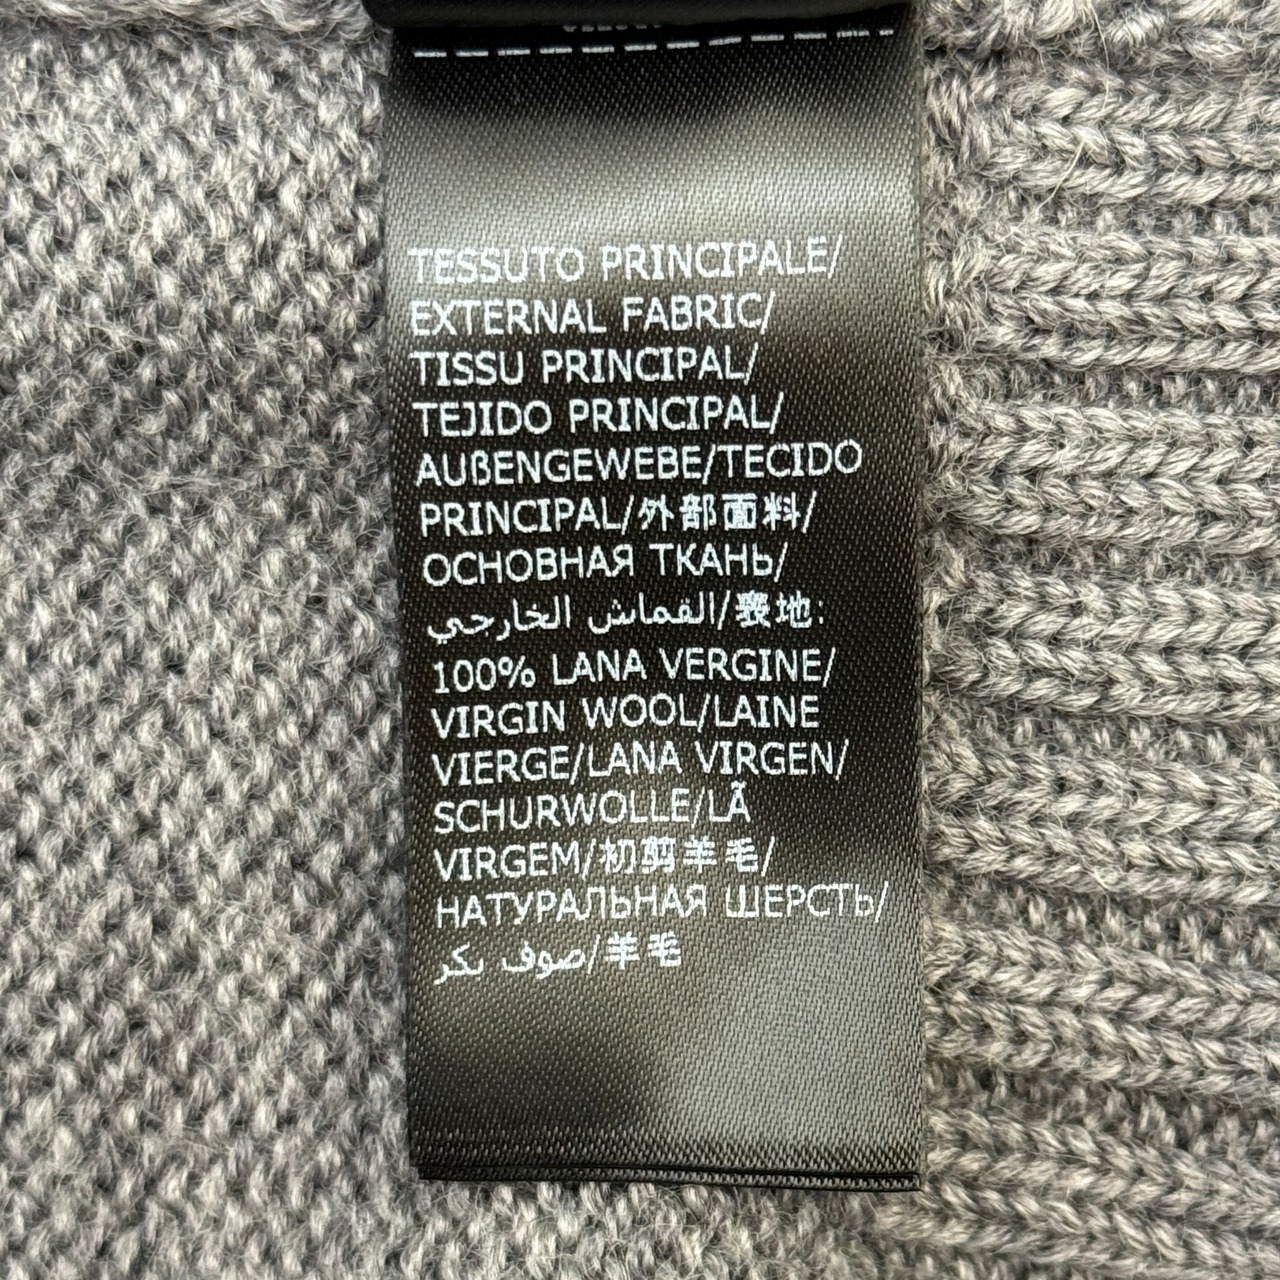 TESSUTO PRINCIPALE/
EXTERNAL FABRIC/
TISSU PRINCIPAL/
TEJIDO PRINCIPAL/
AUßENGEWEBE/TECIDO
PRINCIPAL/外部面料/
ОСНОВНАЯ ТКАНЬ/
القماش الخارجي/表地:
100% LANA VERGINE/
VIRGIN WOOL/LAINE
VIERGE/LANA VIRGEN/
SCHURWOLLE/LÃ
VIRGEM/初剪羊毛/
НАТУРАЛЬНАЯ ШЕРСТЬ/
صوف بكر/羊毛